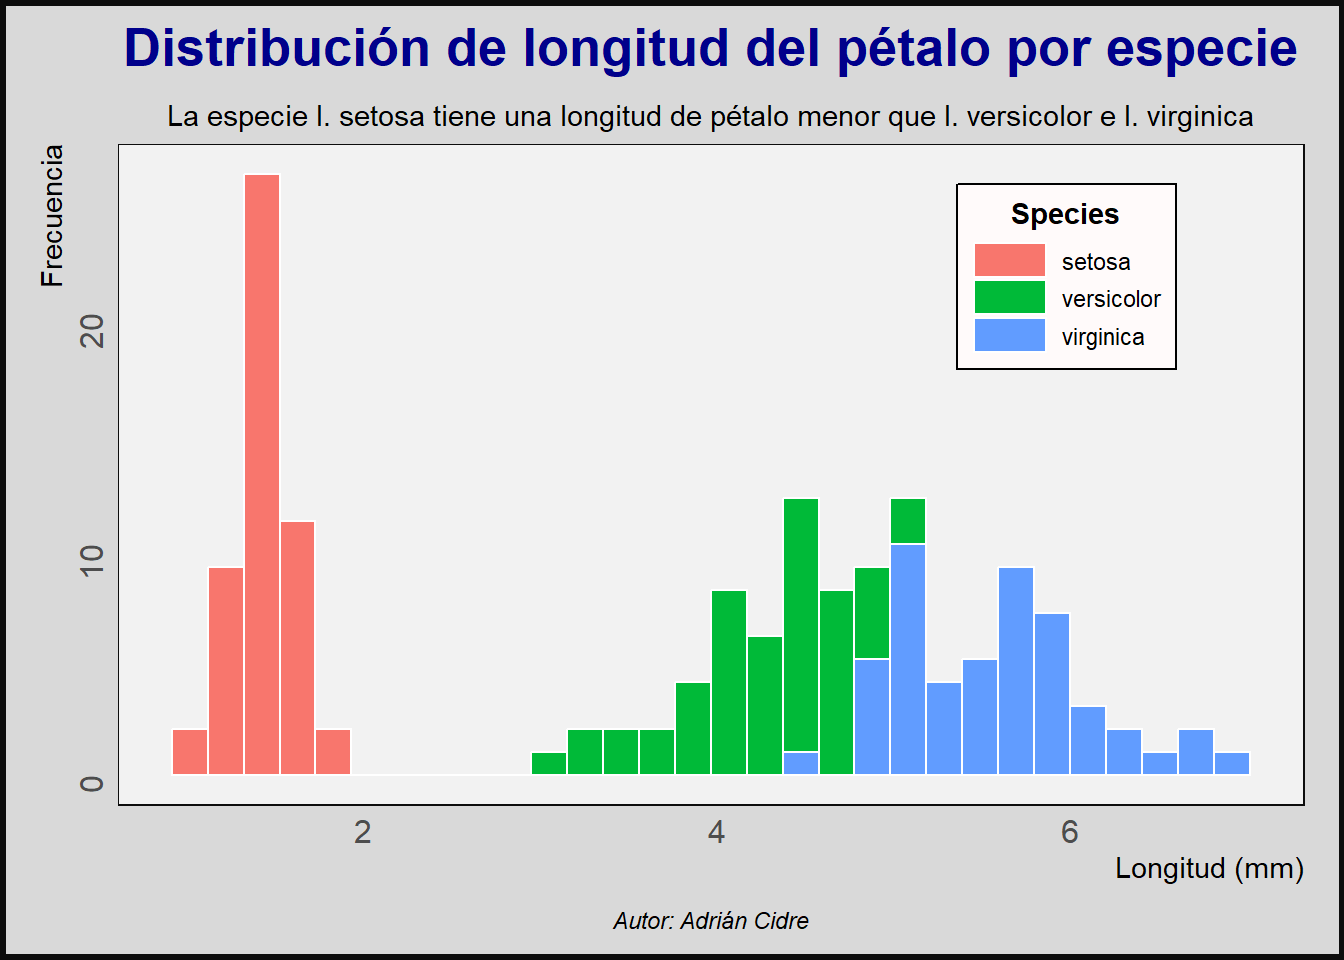 Distribución de longitud del pétalo por especie
La especie I. setosa tiene una longitud de pétalo menor que I. versicolor e I. virginica
Frecuencia
Species
setosa
versicolor
virginica
20
10
0
2 4 6
Longitud (mm)
Autor: Adrián Cidre